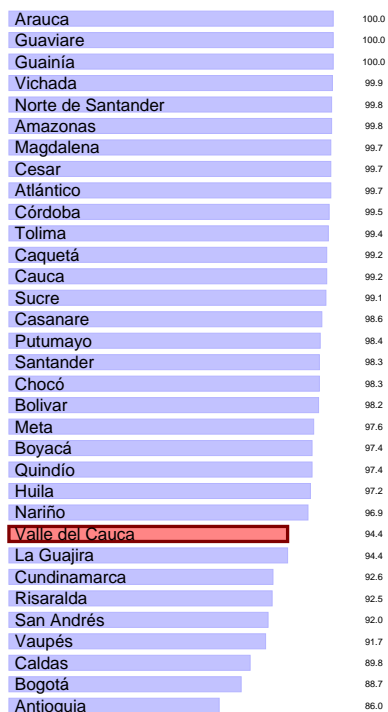 Arauca 100.0
Guaviare 100.0
Guainía 100.0
Vichada 99.9
Norte de Santander 99.8
Amazonas 99.8
Magdalena 99.7
Cesar 99.7
Atlántico 99.7
Córdoba 99.5
Tolima 99.4
Caquetá 99.2
Cauca 99.2
Sucre 99.1
Casanare 98.6
Putumayo 98.4
Santander 98.3
Chocó 98.3
Bolivar 98.2
Meta 97.6
Boyacá 97.4
Quindío 97.4
Huila 97.2
Nariño 96.9
Valle del Cauca 94.4
La Guajira 94.4
Cundinamarca 92.6
Risaralda 92.5
San Andrés 92.0
Vaupés 91.7
Caldas 89.8
Bogotá 88.7
Antioquia 86.0